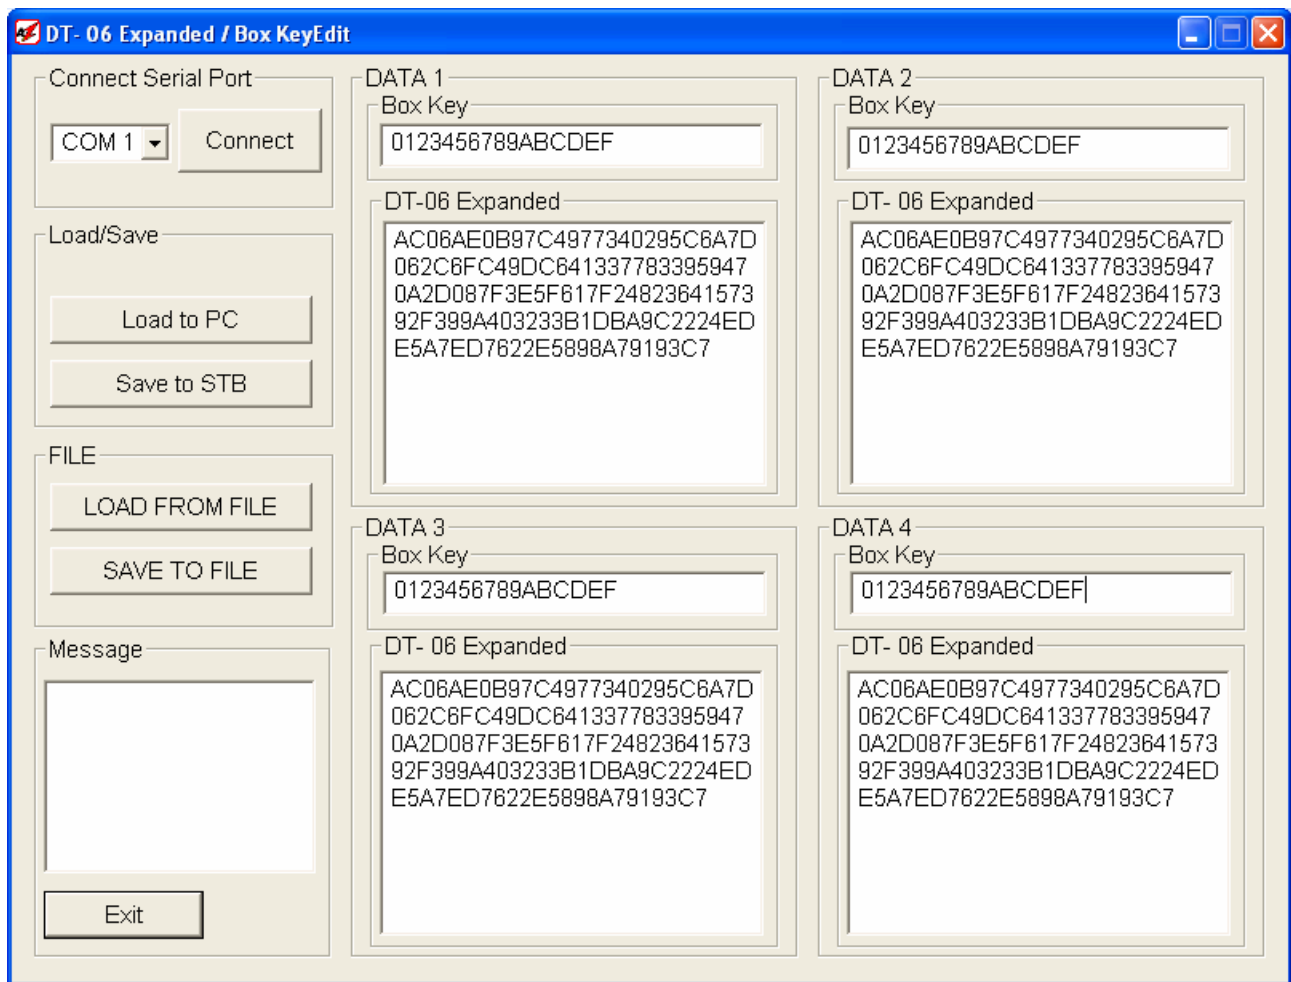 DT- 06 Expanded / Box KeyEdit
Connect Serial Port
COM 1
Connect
Load/Save
Load to PC
Save to STB
FILE
LOAD FROM FILE
SAVE TO FILE
Message
Exit
DATA 1
Box Key
0123456789ABCDEF
DT-06 Expanded
AC06AE0B97C4977340295C6A7D
062C6FC49DC641337783395947
0A2D087F3E5F617F24823641573
92F399A403233B1DBA9C2224ED
E5A7ED7622E5898A79193C7
DATA 2
Box Key
0123456789ABCDEF
DT- 06 Expanded
AC06AE0B97C4977340295C6A7D
062C6FC49DC641337783395947
0A2D087F3E5F617F24823641573
92F399A403233B1DBA9C2224ED
E5A7ED7622E5898A79193C7
DATA 3
Box Key
0123456789ABCDEF
DT- 06 Expanded
AC06AE0B97C4977340295C6A7D
062C6FC49DC641337783395947
0A2D087F3E5F617F24823641573
92F399A403233B1DBA9C2224ED
E5A7ED7622E5898A79193C7
DATA 4
Box Key
0123456789ABCDEF
DT- 06 Expanded
AC06AE0B97C4977340295C6A7D
062C6FC49DC641337783395947
0A2D087F3E5F617F24823641573
92F399A403233B1DBA9C2224ED
E5A7ED7622E5898A79193C7